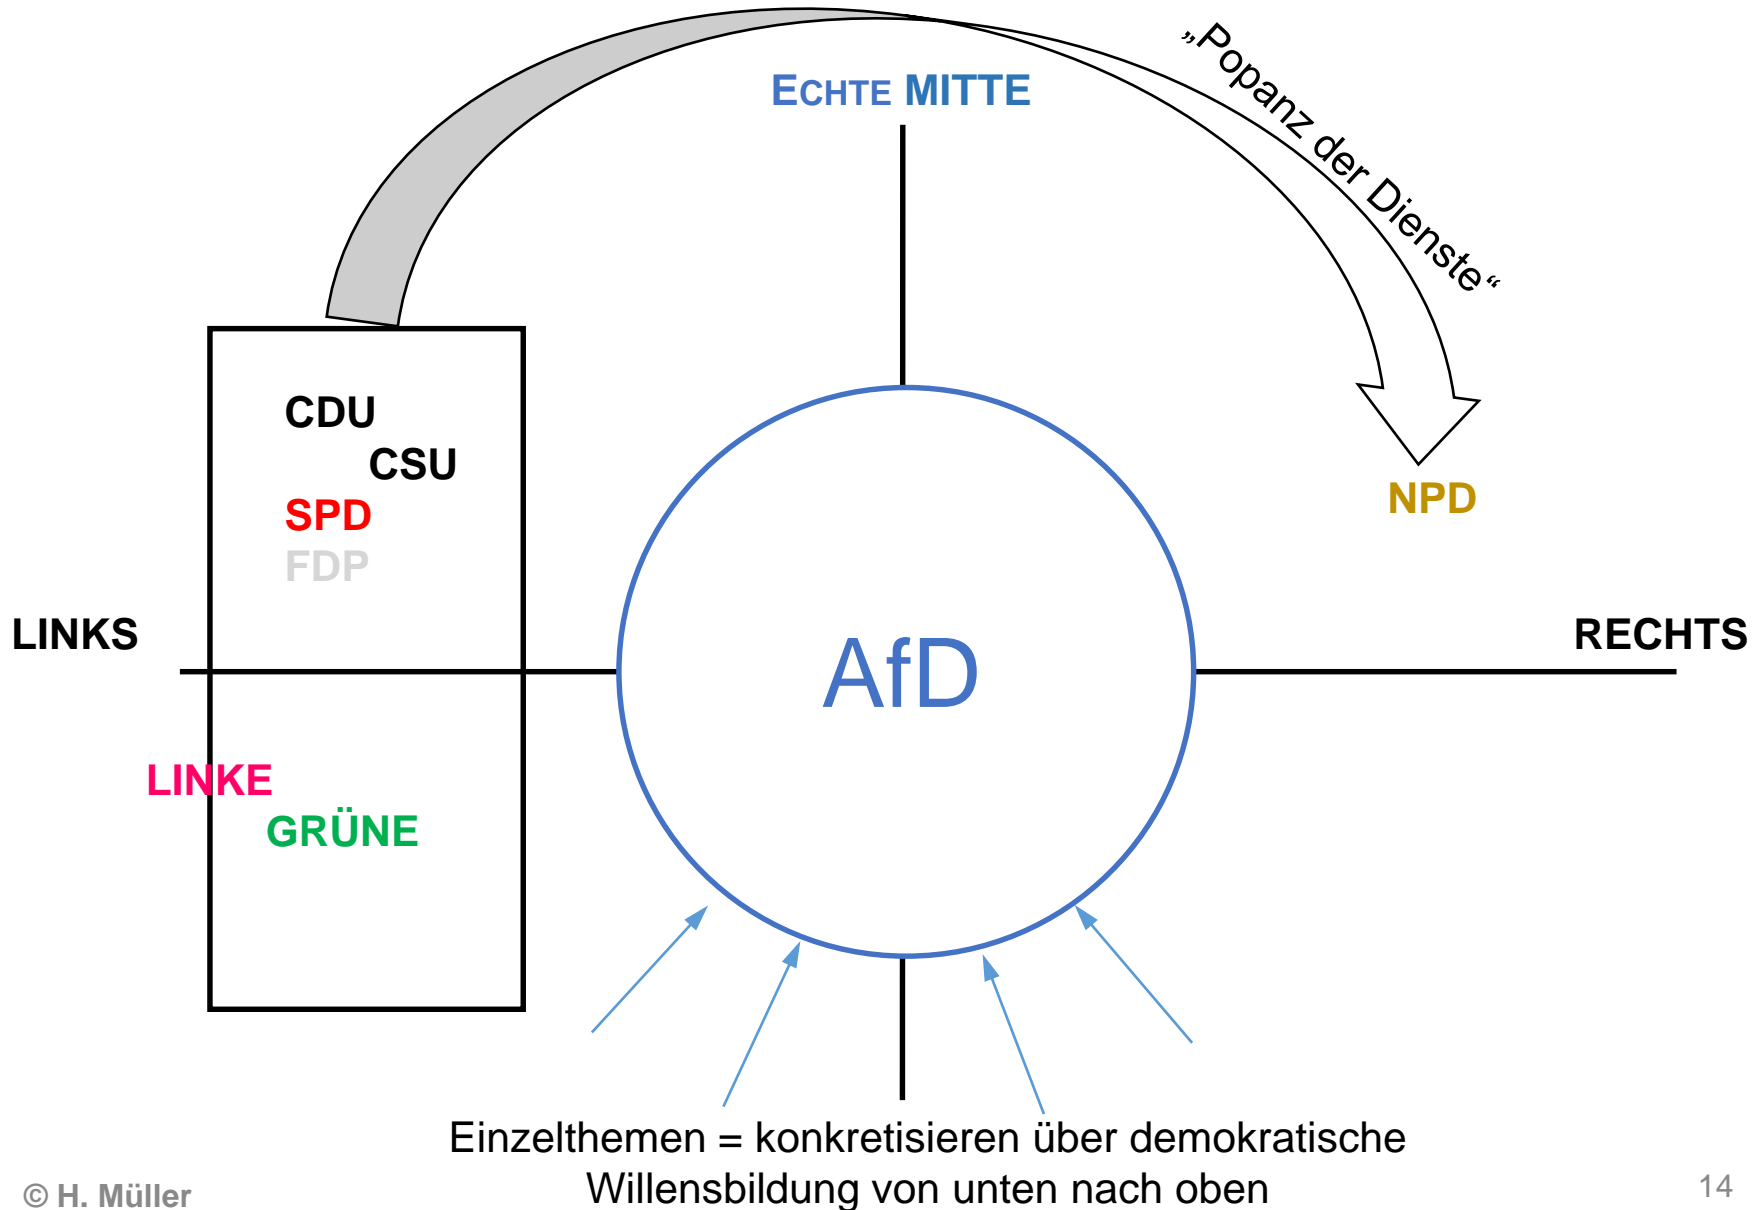 „Popanz der Dienste“
ECHTE MITTE
CDU
CSU
SPD
FDP
NPD
LINKS
RECHTS
AfD
LINKE
GRÜNE
Einzelthemen = konkretisieren über demokratische
Willensbildung von unten nach oben
© H. Müller
14